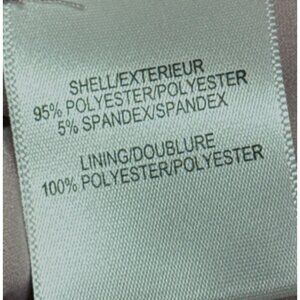 SHELL/EXTERIEUR
95% POLYESTER/POLYESTER
5% SPANDEX/SPANDEX
LINING/DOUBLURE
100% POLYESTER/POLYESTER